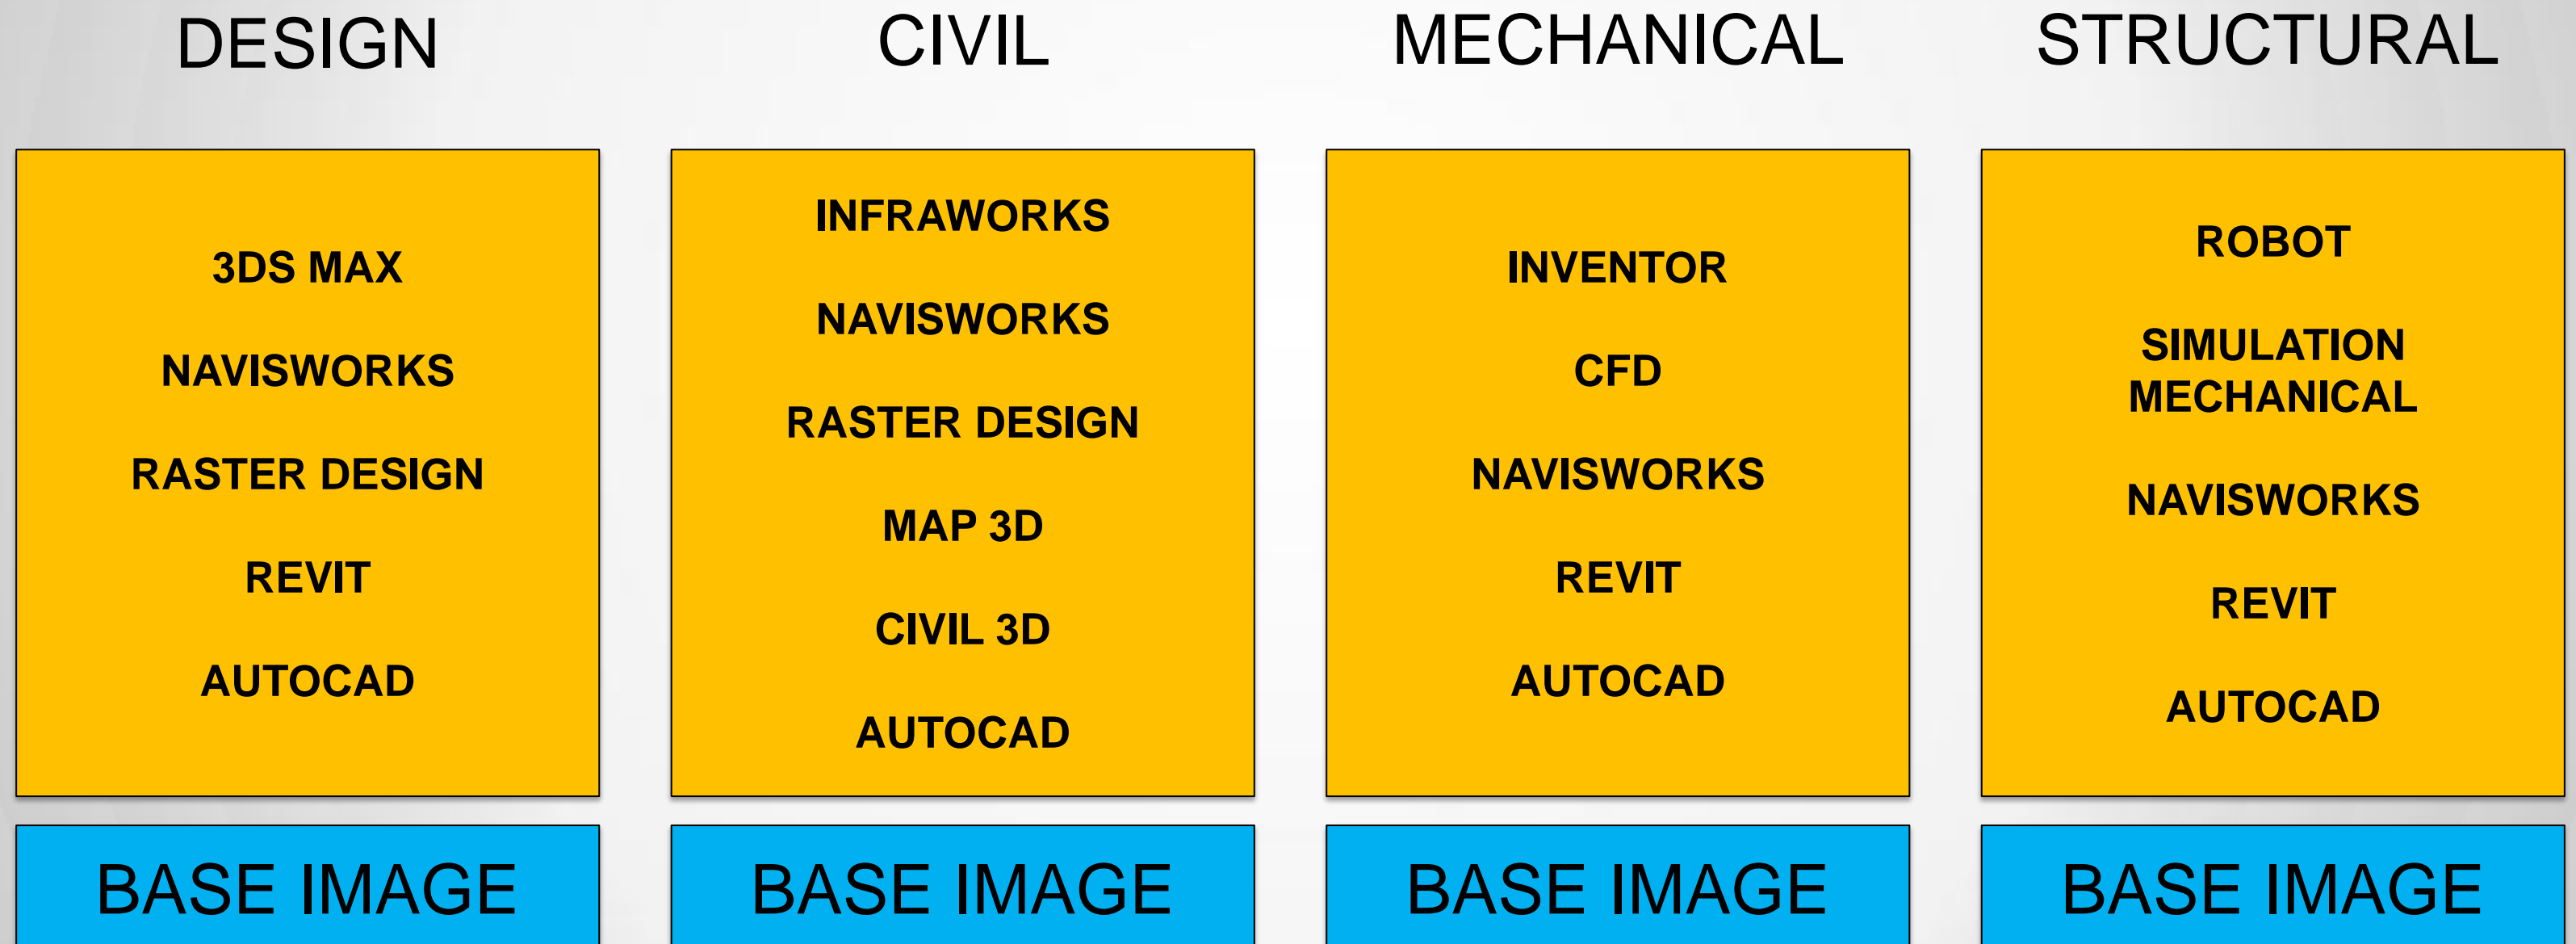 DESIGN
3DS MAX
NAVISWORKS
RASTER DESIGN
REVIT
AUTOCAD
BASE IMAGE
CIVIL
INFRAWORKS
NAVISWORKS
RASTER DESIGN
MAP 3D
CIVIL 3D
AUTOCAD
BASE IMAGE
MECHANICAL
INVENTOR
CFD
NAVISWORKS
REVIT
AUTOCAD
BASE IMAGE
STRUCTURAL
ROBOT
SIMULATION
MECHANICAL
NAVISWORKS
REVIT
AUTOCAD
BASE IMAGE